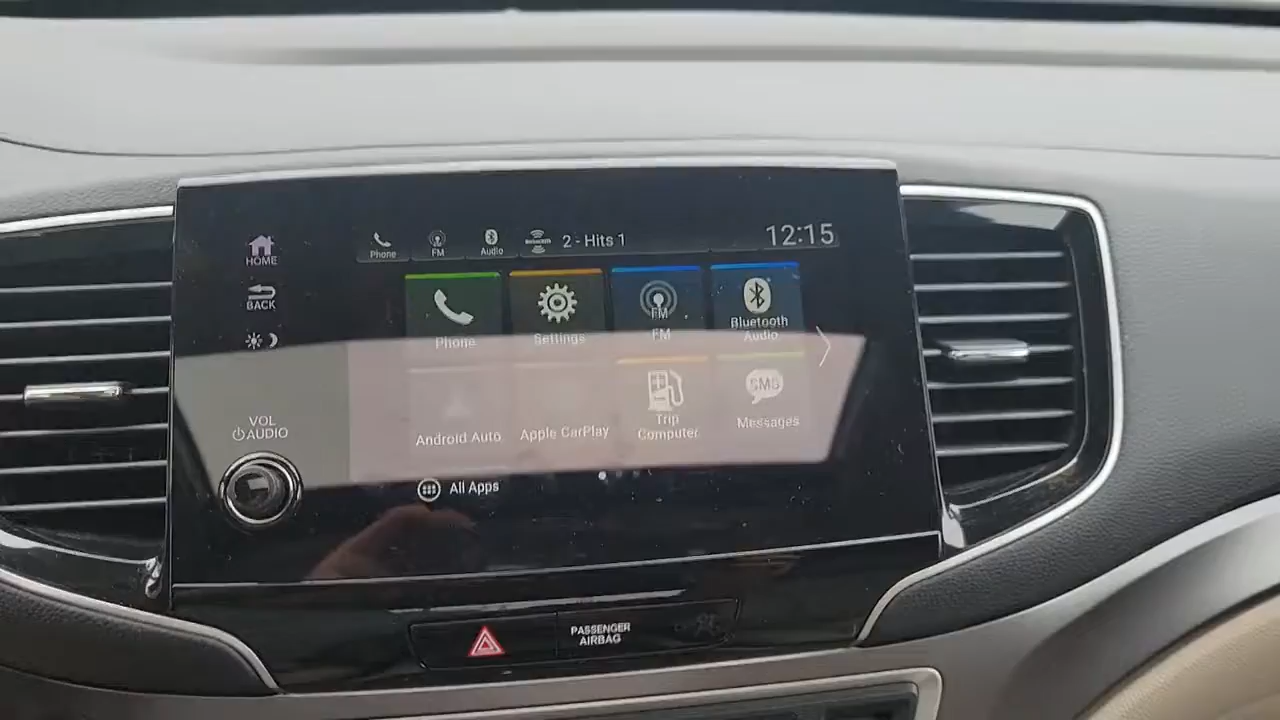 HOME
BACK
VOL
AUDIO
Phone
FM
Audio
2 - Hits 1
12:15
Phone
Settings
FM
FM
Bluetooth
Audio
Android Auto
Apple CarPlay
Trip
Computer
SMS
Messages
All Apps
PASSENGER
AIRBAG